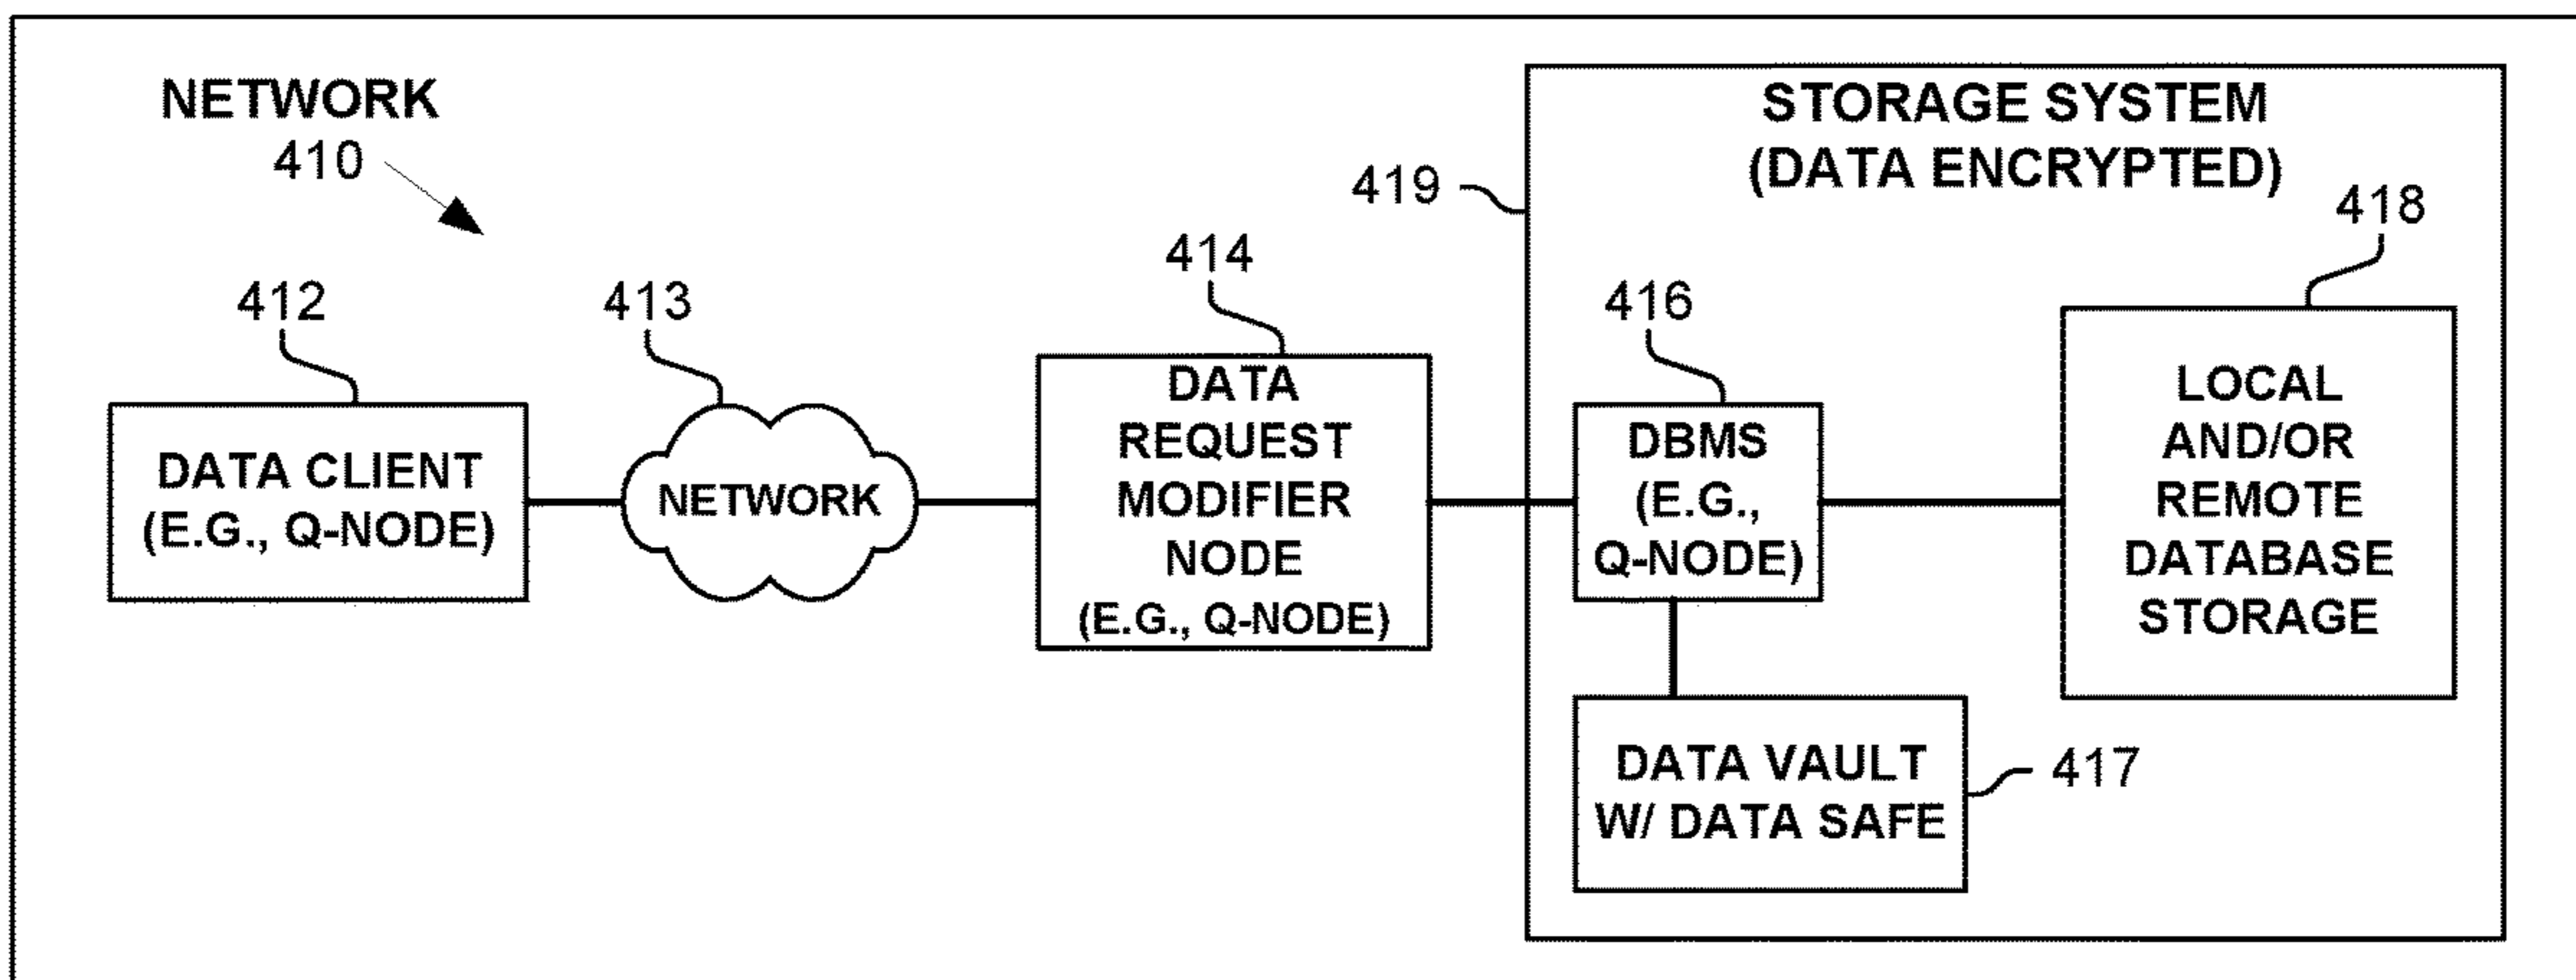 NETWORK
410
STORAGE SYSTEM
(DATA ENCRYPTED)
419
418
414
412
413
416
DATA CLIENT
(E.G., Q-NODE)
NETWORK
DATA
REQUEST
MODIFIER
NODE
(E.G., Q-NODE)
DBMS
(E.G.,
Q-NODE)
LOCAL
AND/OR
REMOTE
DATABASE
STORAGE
DATA VAULT
W/ DATA SAFE
417